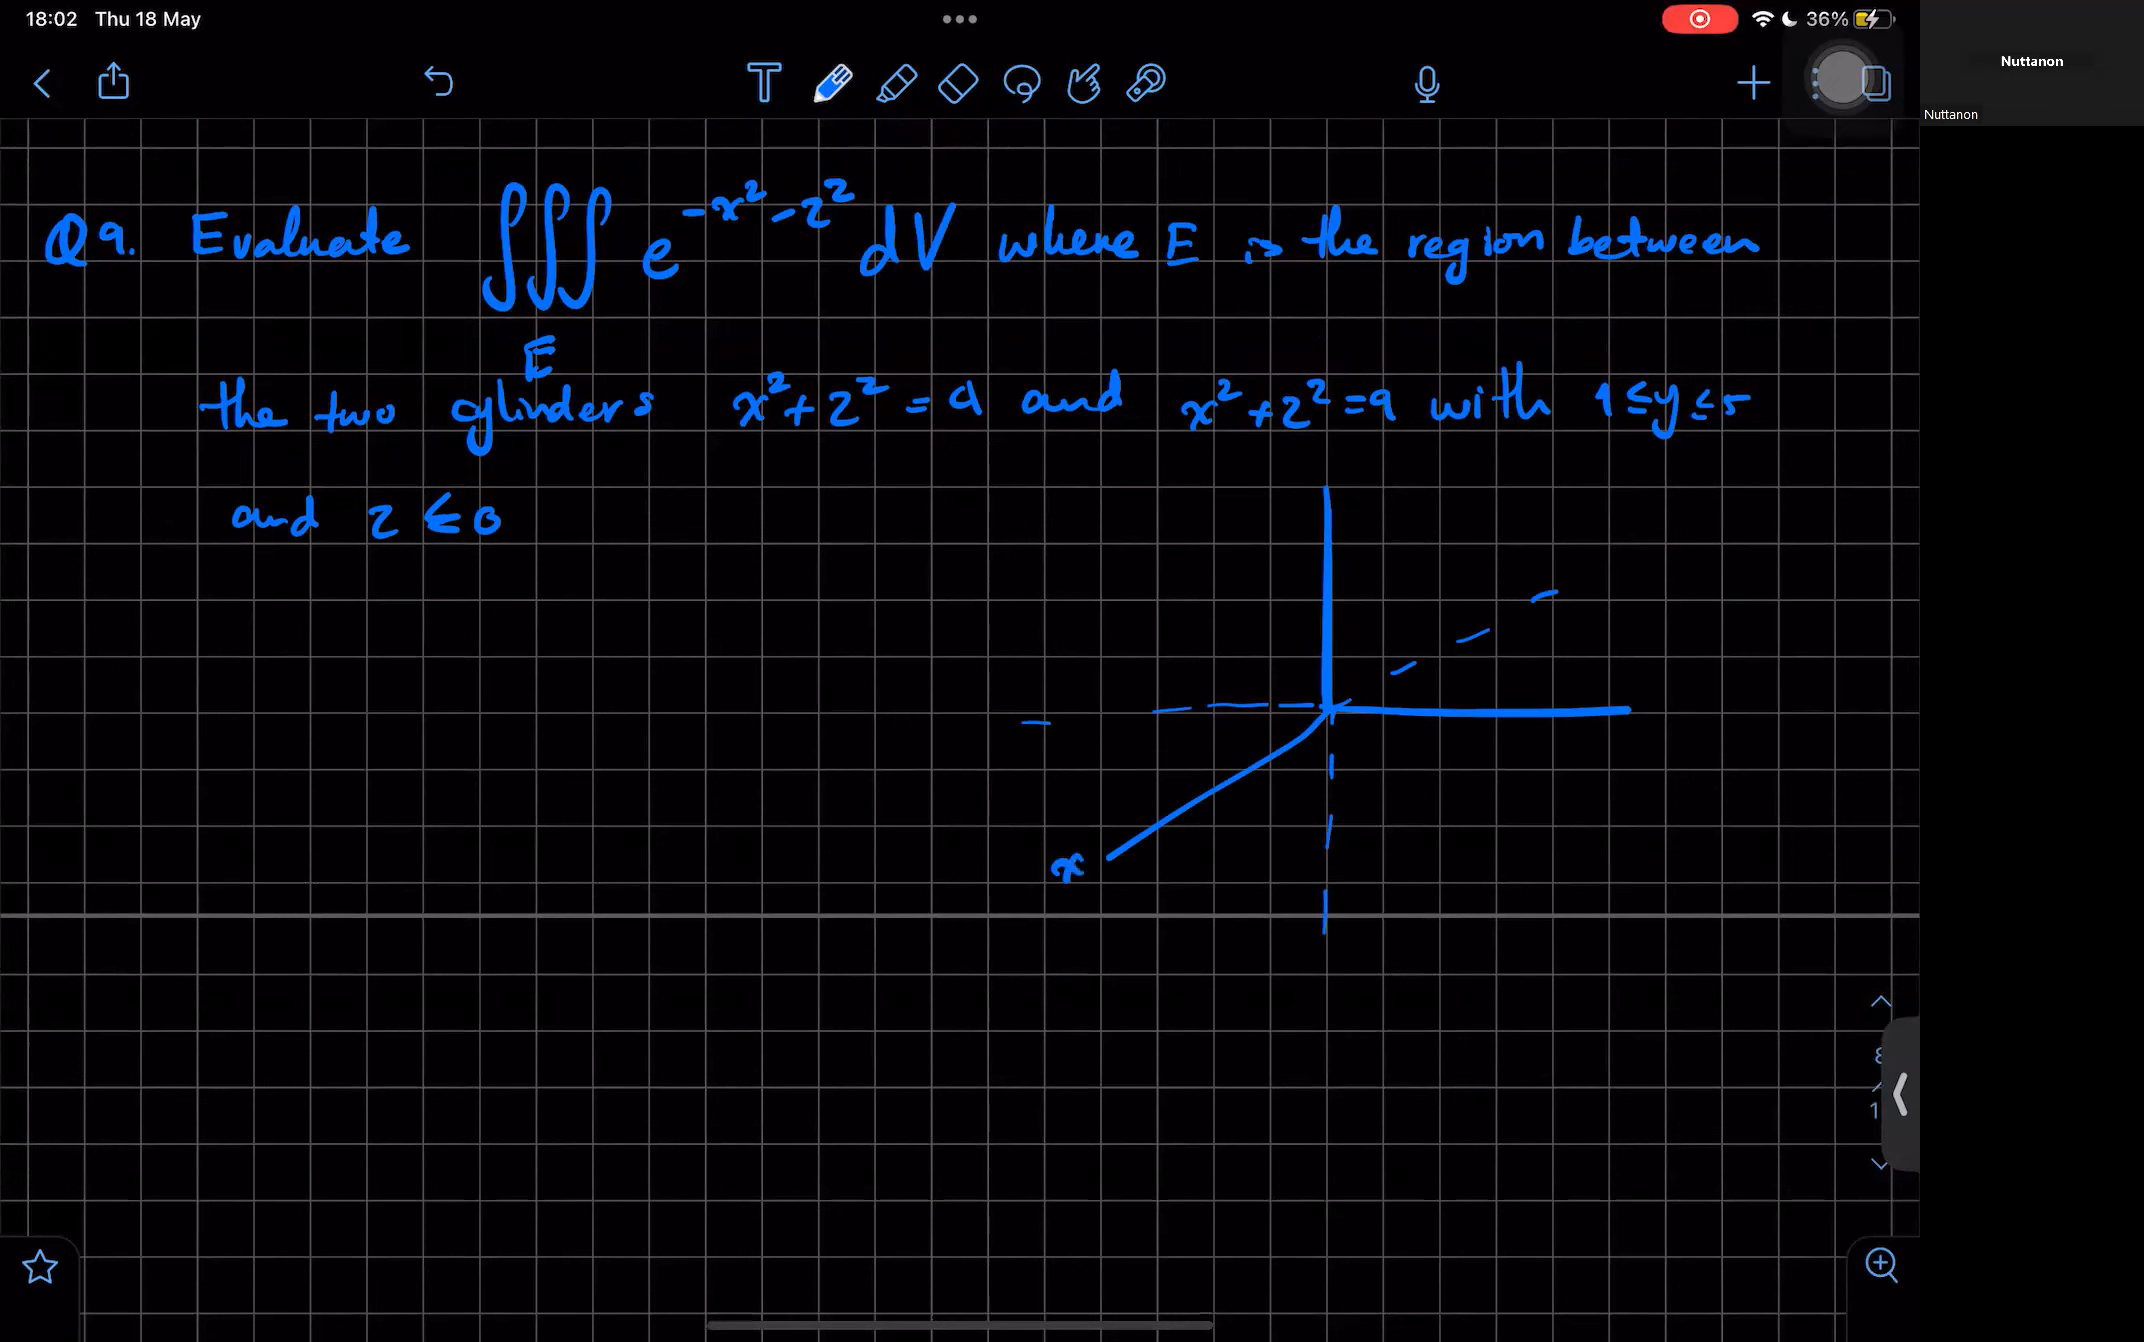 18:02 Thu 18 May
36%
Nuttanon
Nuttanon
Q9. Evaluate ∭ e^{-x²-z²} dV where E is the region between
E
the two cylinders x²+z² = 4 and x²+z²=9 with 1≤y≤5
and z ≤ 0
x